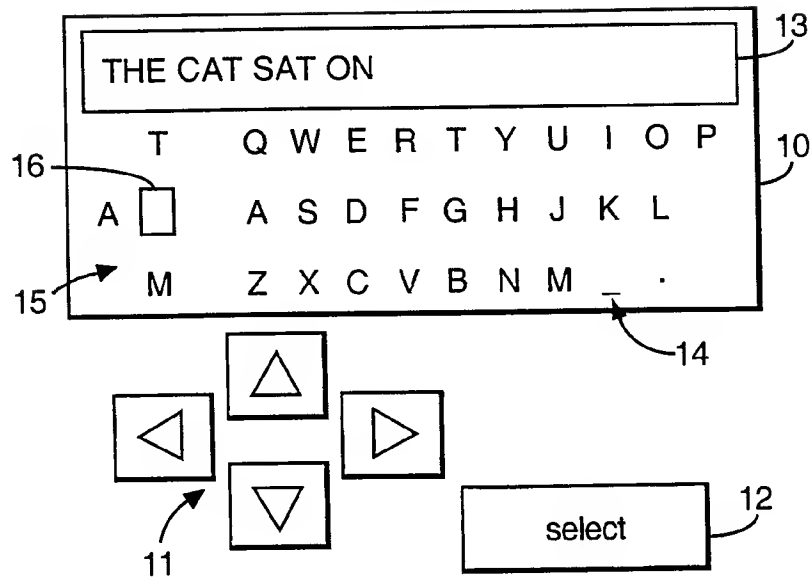 THE CAT SAT ON
13
T Q W E R T Y U I O P
10
16
A A S D F G H J K L
15
M Z X C V B N M _ .
14
11
select
12